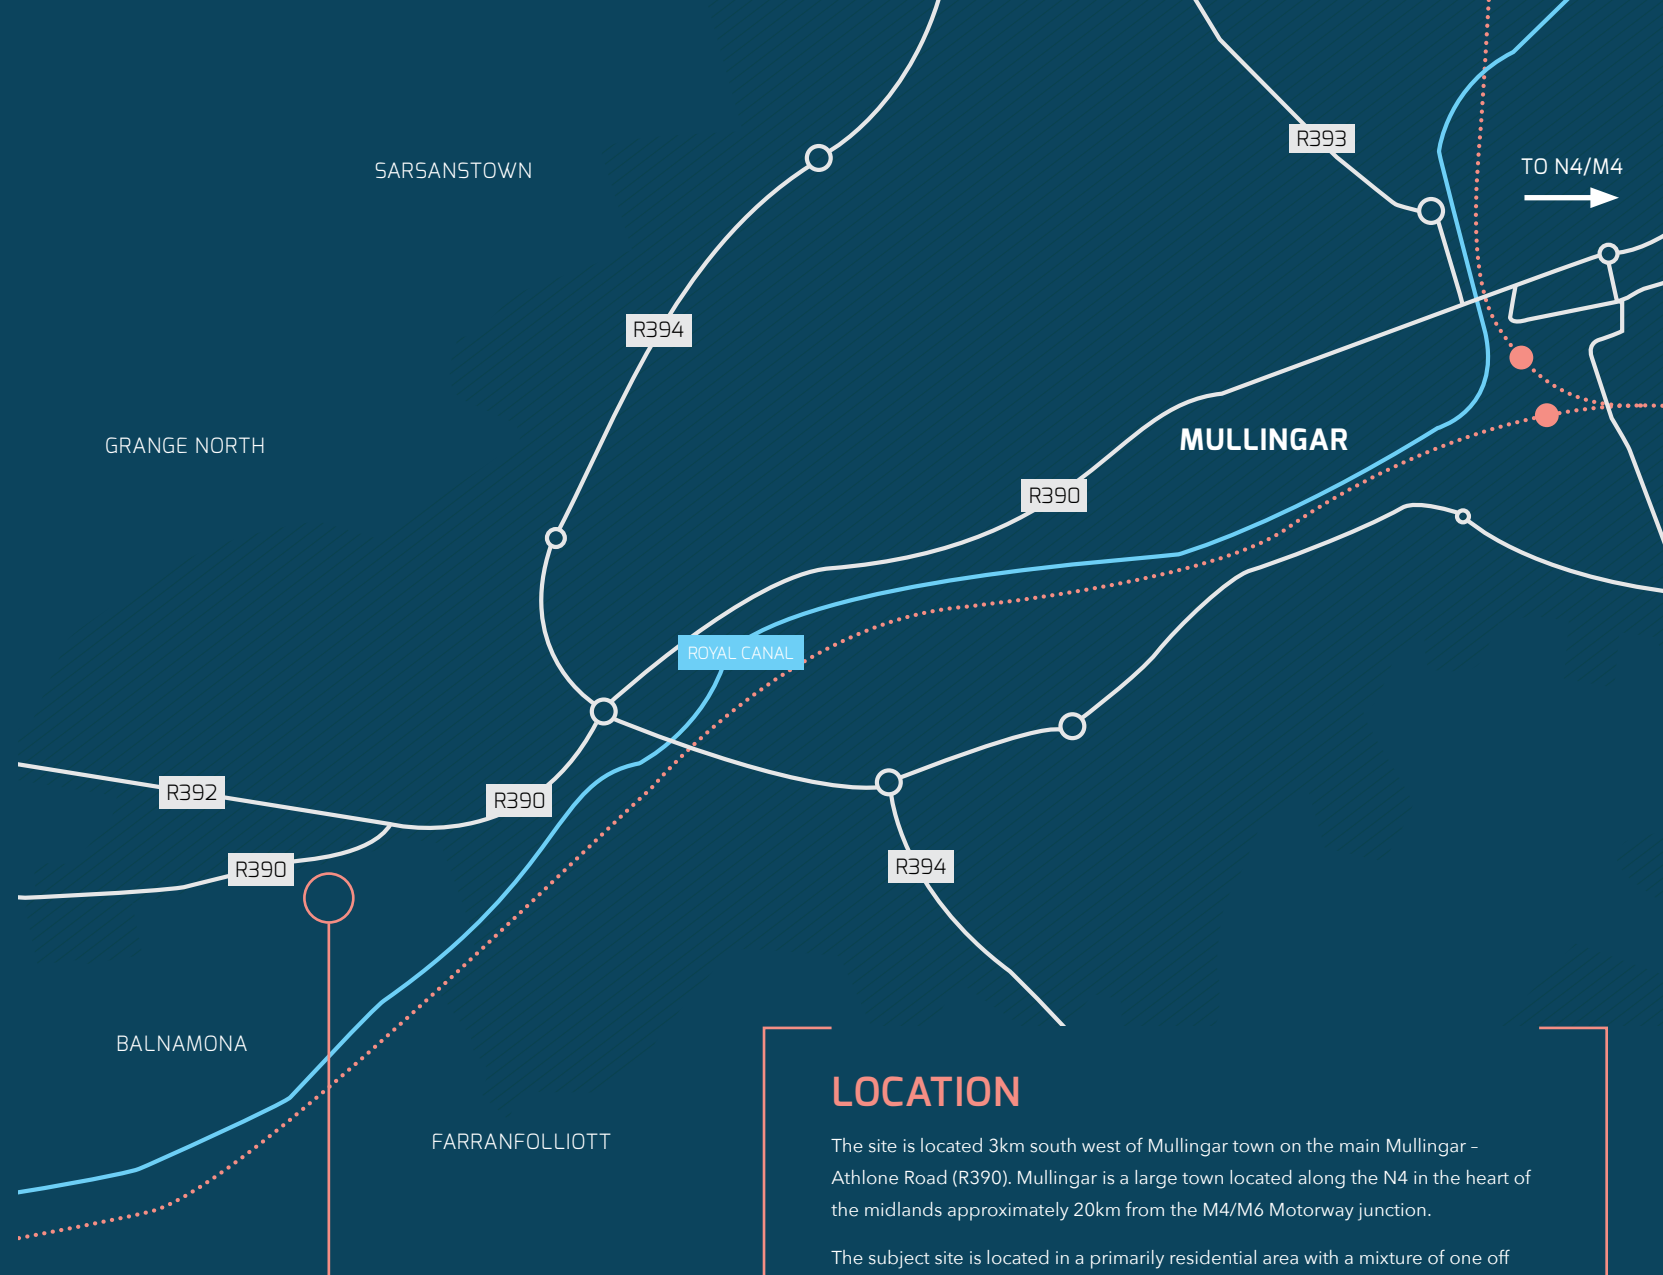 R393
TO N4/M4
SARSANSTOWN
R394
GRANGE NORTH
MULLINGAR
R390
ROYAL CANAL
R392
R390
R390
R394
BALNAMONA
FARRANFOLLIOTT
LOCATION
The site is located 3km south west of Mullingar town on the main Mullingar –
Athlone Road (R390). Mullingar is a large town located along the N4 in the heart of
the midlands approximately 20km from the M4/M6 Motorway junction.
The subject site is located in a primarily residential area with a mixture of one off